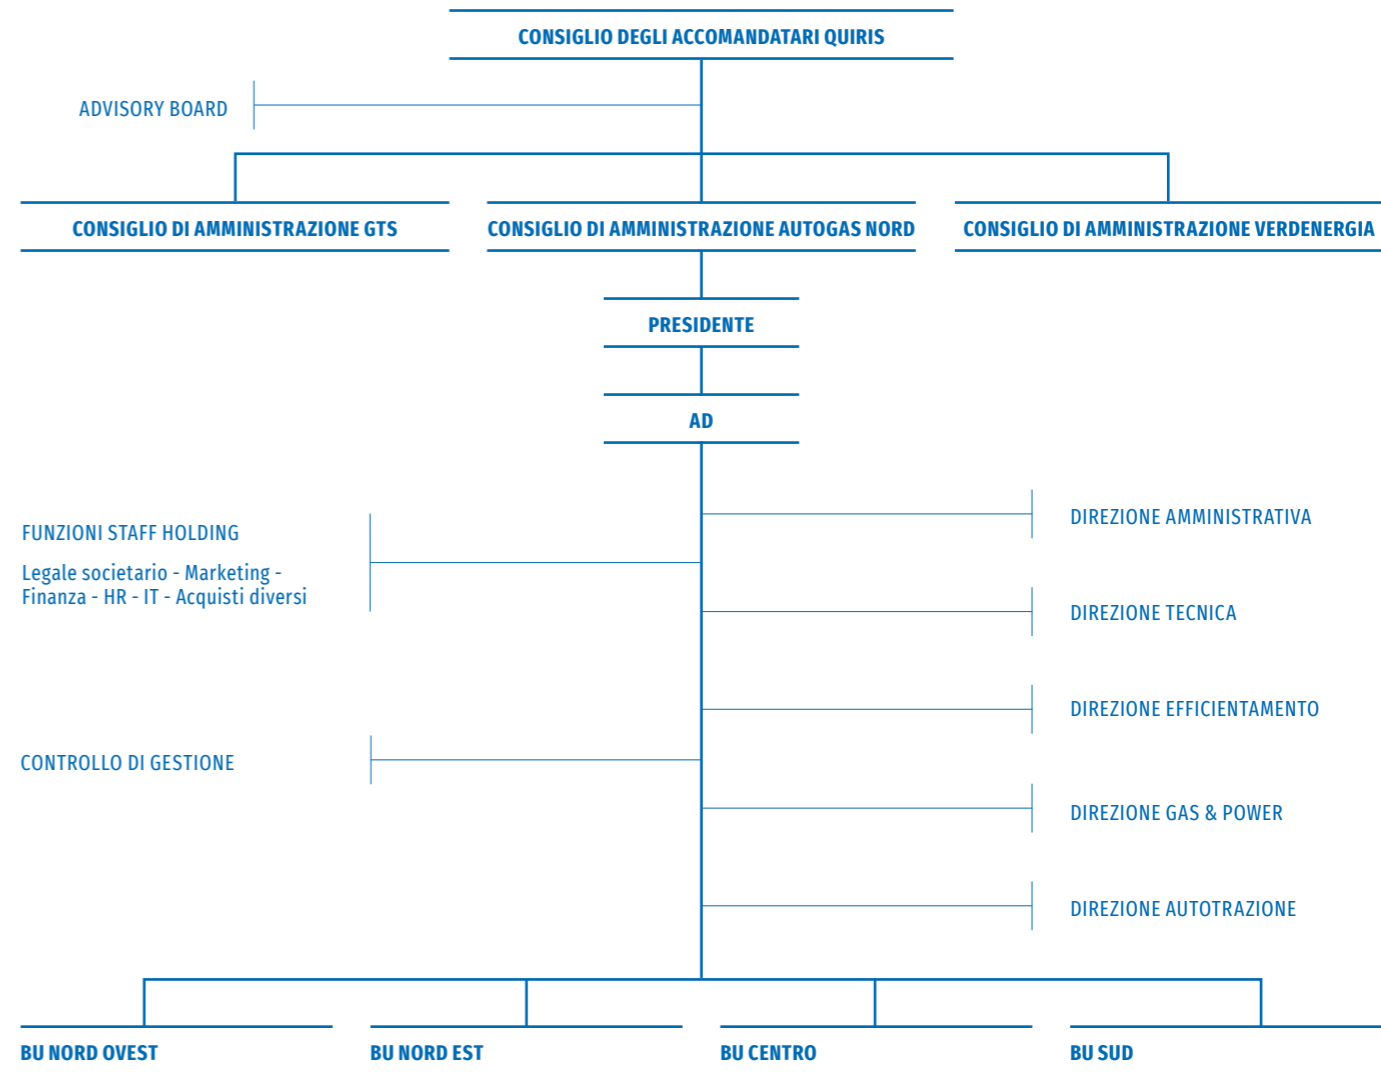 CONSIGLIO DEGLI ACCOMANDATARI QUIRIS
ADVISORY BOARD
CONSIGLIO DI AMMINISTRAZIONE GTS
CONSIGLIO DI AMMINISTRAZIONE AUTOGAS NORD
CONSIGLIO DI AMMINISTRAZIONE VERDENERGIA
PRESIDENTE
AD
FUNZIONI STAFF HOLDING
Legale societario - Marketing -
Finanza - HR - IT - Acquisti diversi
CONTROLLO DI GESTIONE
DIREZIONE AMMINISTRATIVA
DIREZIONE TECNICA
DIREZIONE EFFICIENTAMENTO
DIREZIONE GAS & POWER
DIREZIONE AUTOTRAZIONE
BU NORD OVEST
BU NORD EST
BU CENTRO
BU SUD